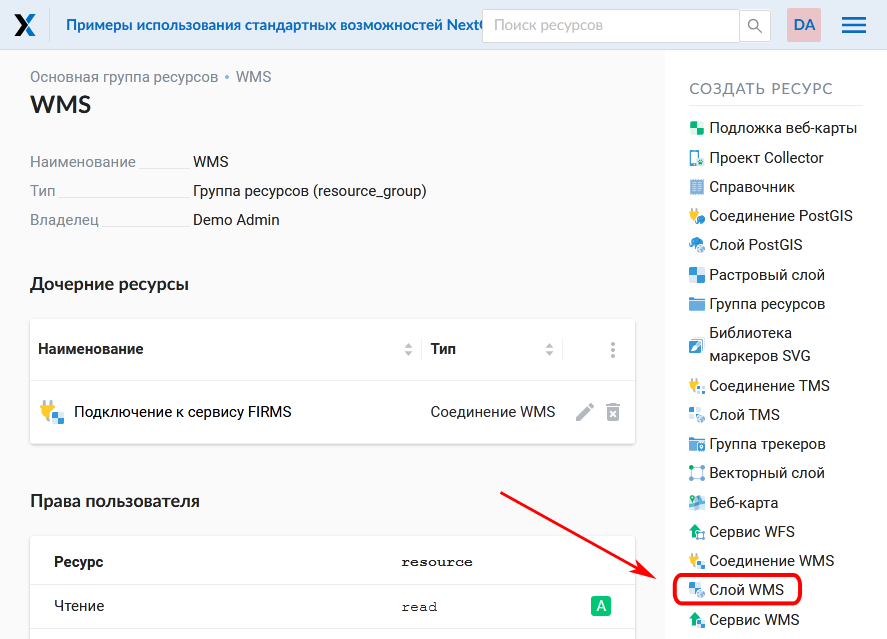 Примеры использования стандартных возможностей Next
Поиск ресурсов
DA
Основная группа ресурсов • WMS
WMS
Наименование WMS
Тип Группа ресурсов (resource_group)
Владелец Demo Admin
Дочерние ресурсы
Наименование Тип
Подключение к сервису FIRMS Соединение WMS
Права пользователя
Ресурс resource
Чтение read A
СОЗДАТЬ РЕСУРС
Подложка веб-карты
Проект Collector
Справочник
Соединение PostGIS
Слой PostGIS
Растровый слой
Группа ресурсов
Библиотека
маркеров SVG
Соединение TMS
Слой TMS
Группа трекеров
Векторный слой
Веб-карта
Сервис WFS
Соединение WMS
Слой WMS
Сервис WMS